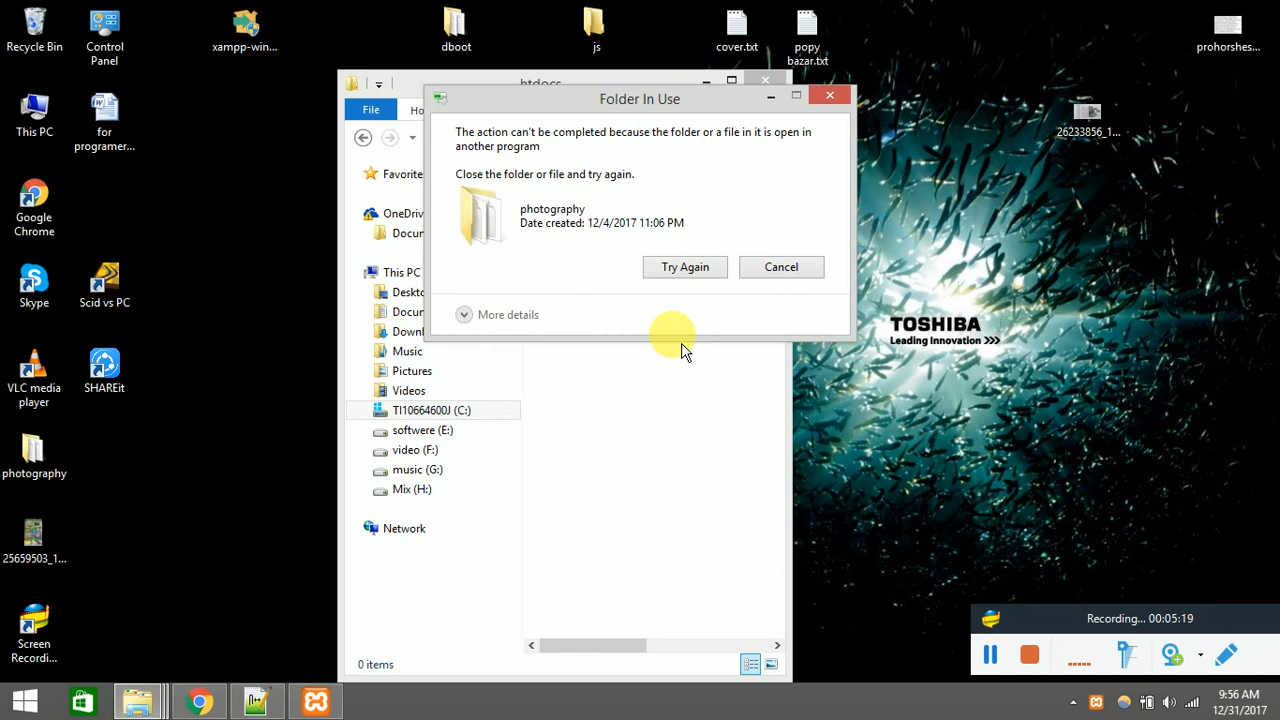 Recycle Bin
Control
Panel
xampp-win...
dboot
js
cover.txt
popy
bazar.txt
prohorshes...
This PC
for
programer...
Google
Chrome
Skype
Scid vs PC
VLC media
player
SHAREit
photography
25659503_1...
Screen
Recordi...
26233856_1...
htdocs
File
Ho
Favorite
OneDriv
Docum
This PC
Deskto
Docum
Downl
Music
Pictures
Videos
TI10664600J (C:)
softwere (E:)
video (F:)
music (G:)
Mix (H:)
Network
0 items
Folder In Use
The action can't be completed because the folder or a file in it is open in
another program
Close the folder or file and try again.
photography
Date created: 12/4/2017 11:06 PM
Try Again
Cancel
More details
TOSHIBA
Leading Innovation >>>
Recording... 00:05:19
9:56 AM
12/31/2017